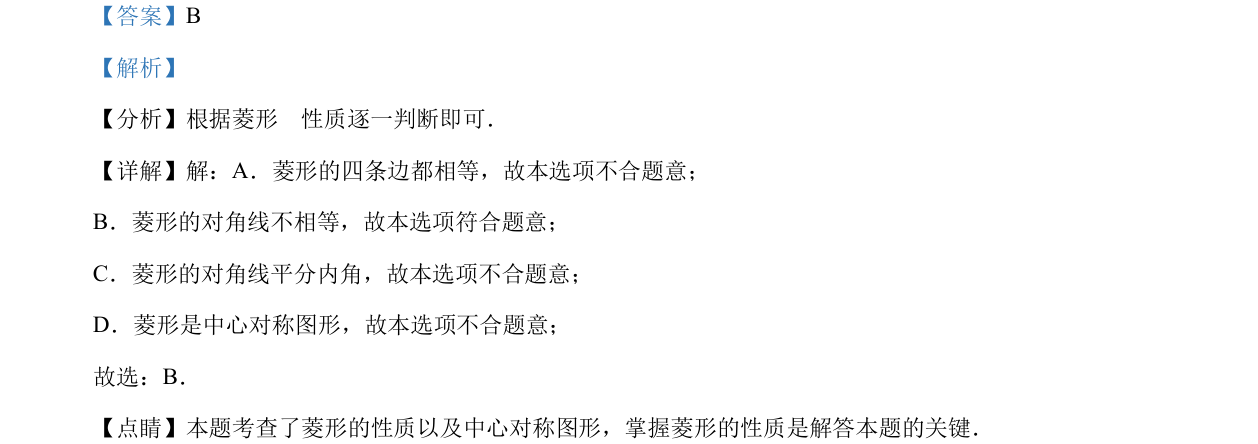 【答案】B
【解析】
【分析】根据菱形　性质逐一判断即可．
【详解】解：A．菱形的四条边都相等，故本选项不合题意；
B．菱形的对角线不相等，故本选项符合题意；
C．菱形的对角线平分内角，故本选项不合题意；
D．菱形是中心对称图形，故本选项不合题意；
故选：B．
【点睛】本题考查了菱形的性质以及中心对称图形，掌握菱形的性质是解答本题的关键．